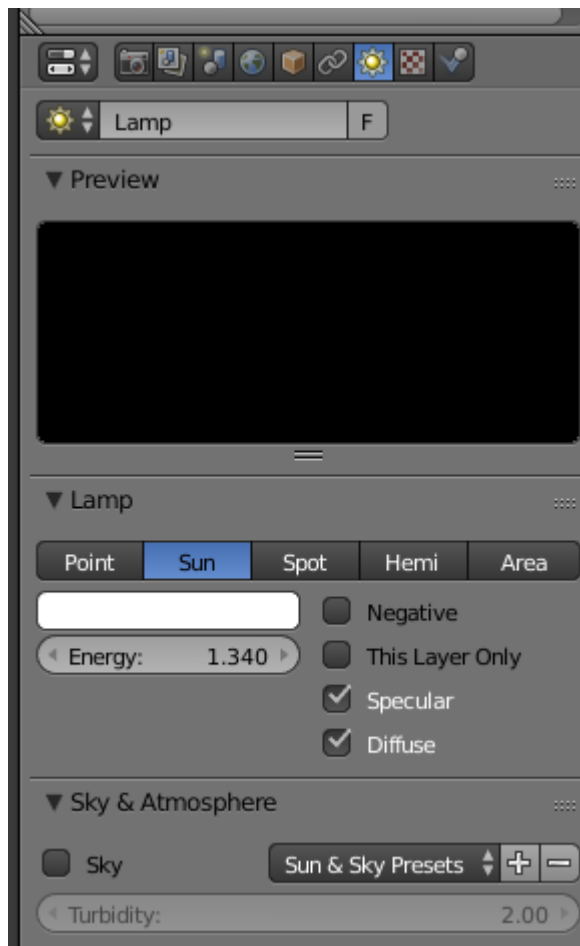 Lamp F
Preview
Lamp
Point Sun Spot Hemi Area
Negative
Energy: 1.340 This Layer Only
Specular
Diffuse
Sky & Atmosphere
Sky Sun & Sky Presets
Turbidity: 2.00